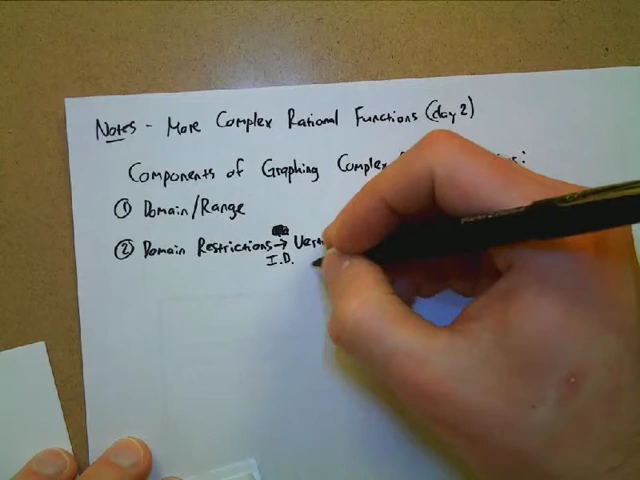 Notes - More Complex Rational Functions (day 2)
Components of Graphing Complex
① Domain/Range
② Domain Restrictions → Vert
I.D.